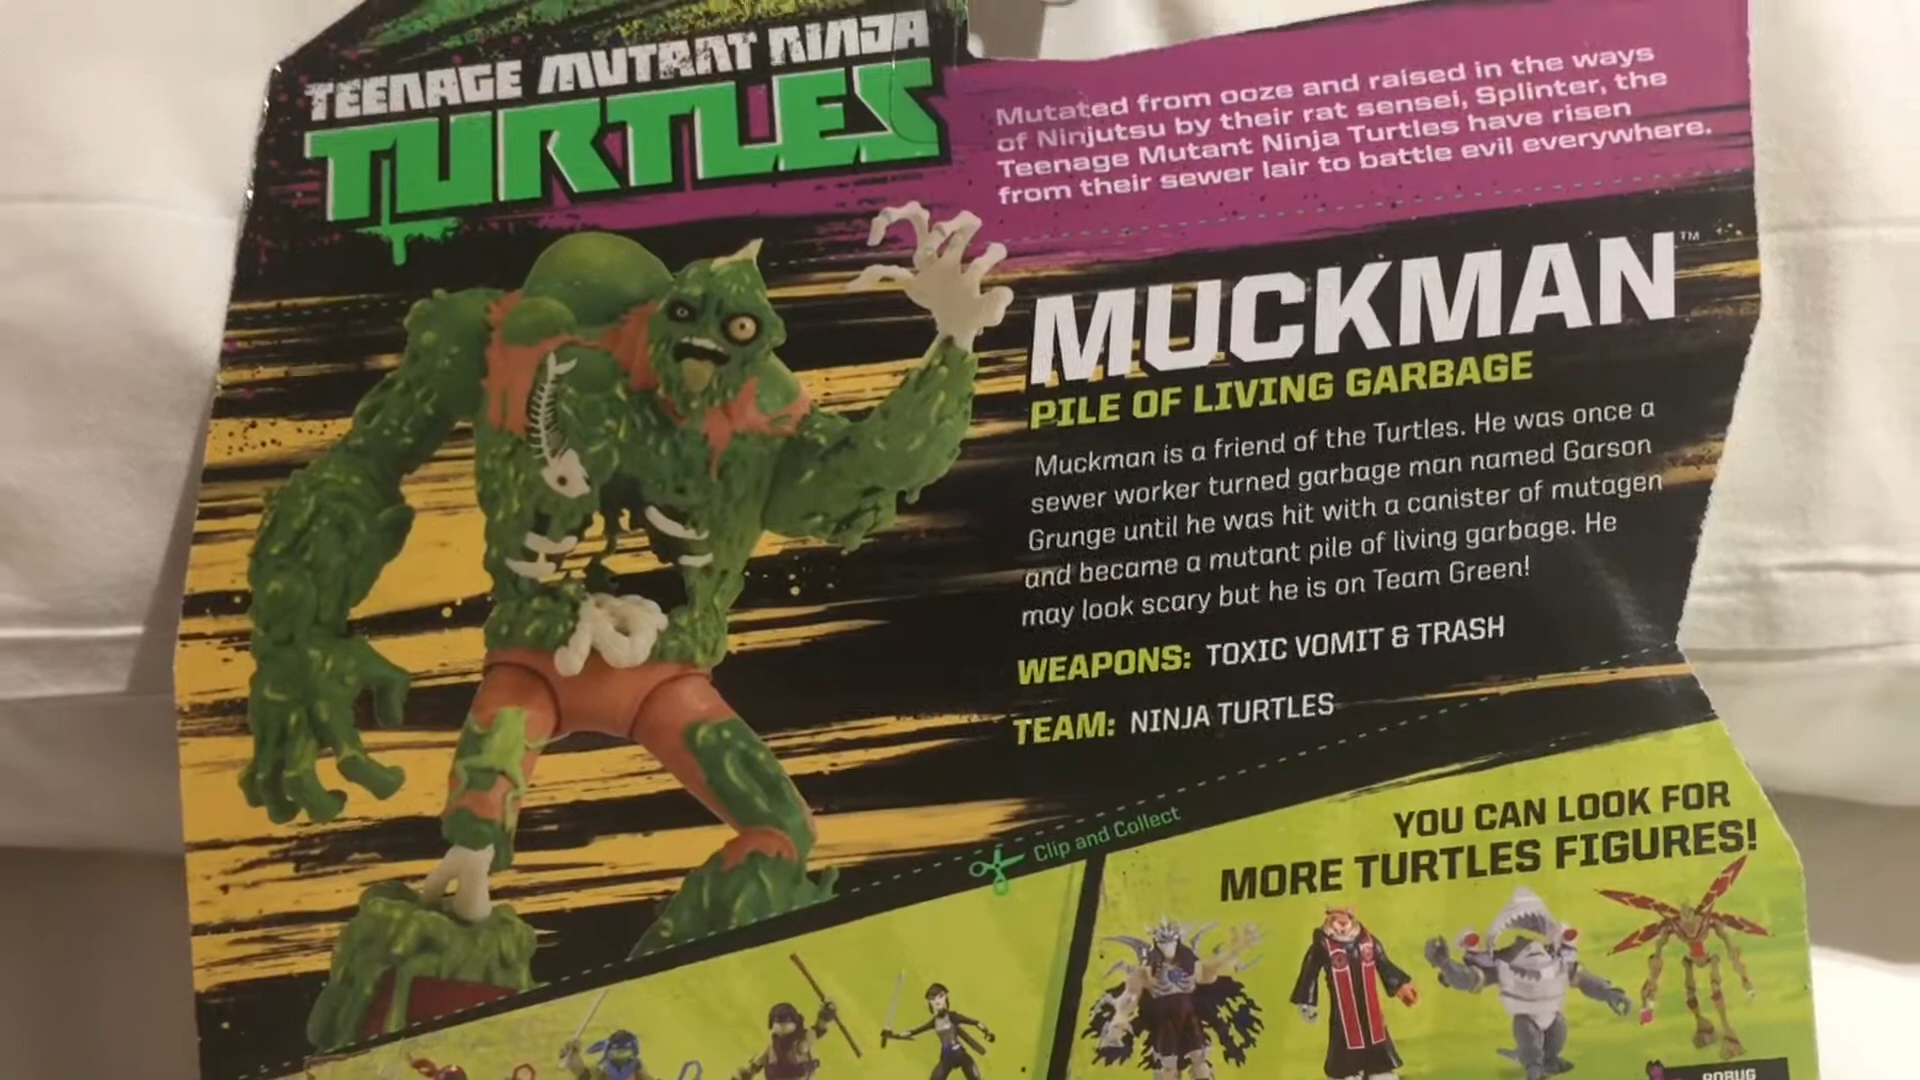 TEENAGE MUTANT NINJA
TURTLES
Mutated from ooze and raised in the ways
of Ninjutsu by their rat sensei, Splinter, the
Teenage Mutant Ninja Turtles have risen
from their sewer lair to battle evil everywhere.
MUCKMAN™
PILE OF LIVING GARBAGE
Muckman is a friend of the Turtles. He was once a
sewer worker turned garbage man named Garson
Grunge until he was hit with a canister of mutagen
and became a mutant pile of living garbage. He
may look scary but he is on Team Green!
WEAPONS: TOXIC VOMIT & TRASH
TEAM: NINJA TURTLES
Clip and Collect
YOU CAN LOOK FOR
MORE TURTLES FIGURES!
ROBUG